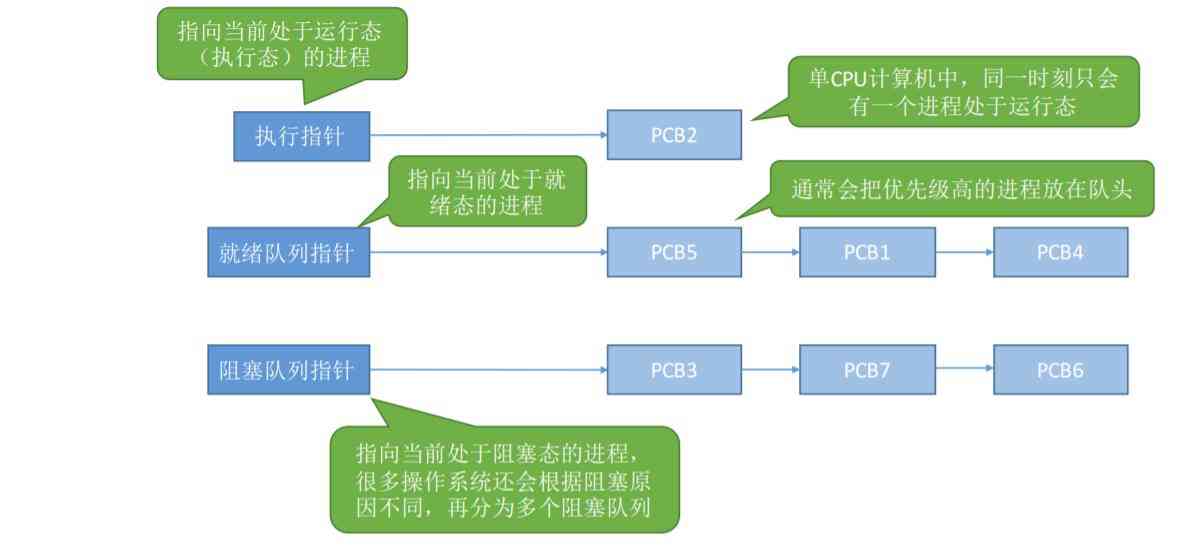 指向当前处于运行态
（执行态）的进程
单CPU计算机中，同一时刻只会
有一个进程处于运行态
执行指针
PCB2
指向当前处于就
绪态的进程
通常会把优先级高的进程放在队头
就绪队列指针
PCB5
PCB1
PCB4
阻塞队列指针
PCB3
PCB7
PCB6
指向当前处于阻塞态的进程，
很多操作系统还会根据阻塞原
因不同，再分为多个阻塞队列